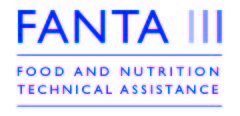 FANTA III
FOOD AND NUTRITION
TECHNICAL ASSISTANCE